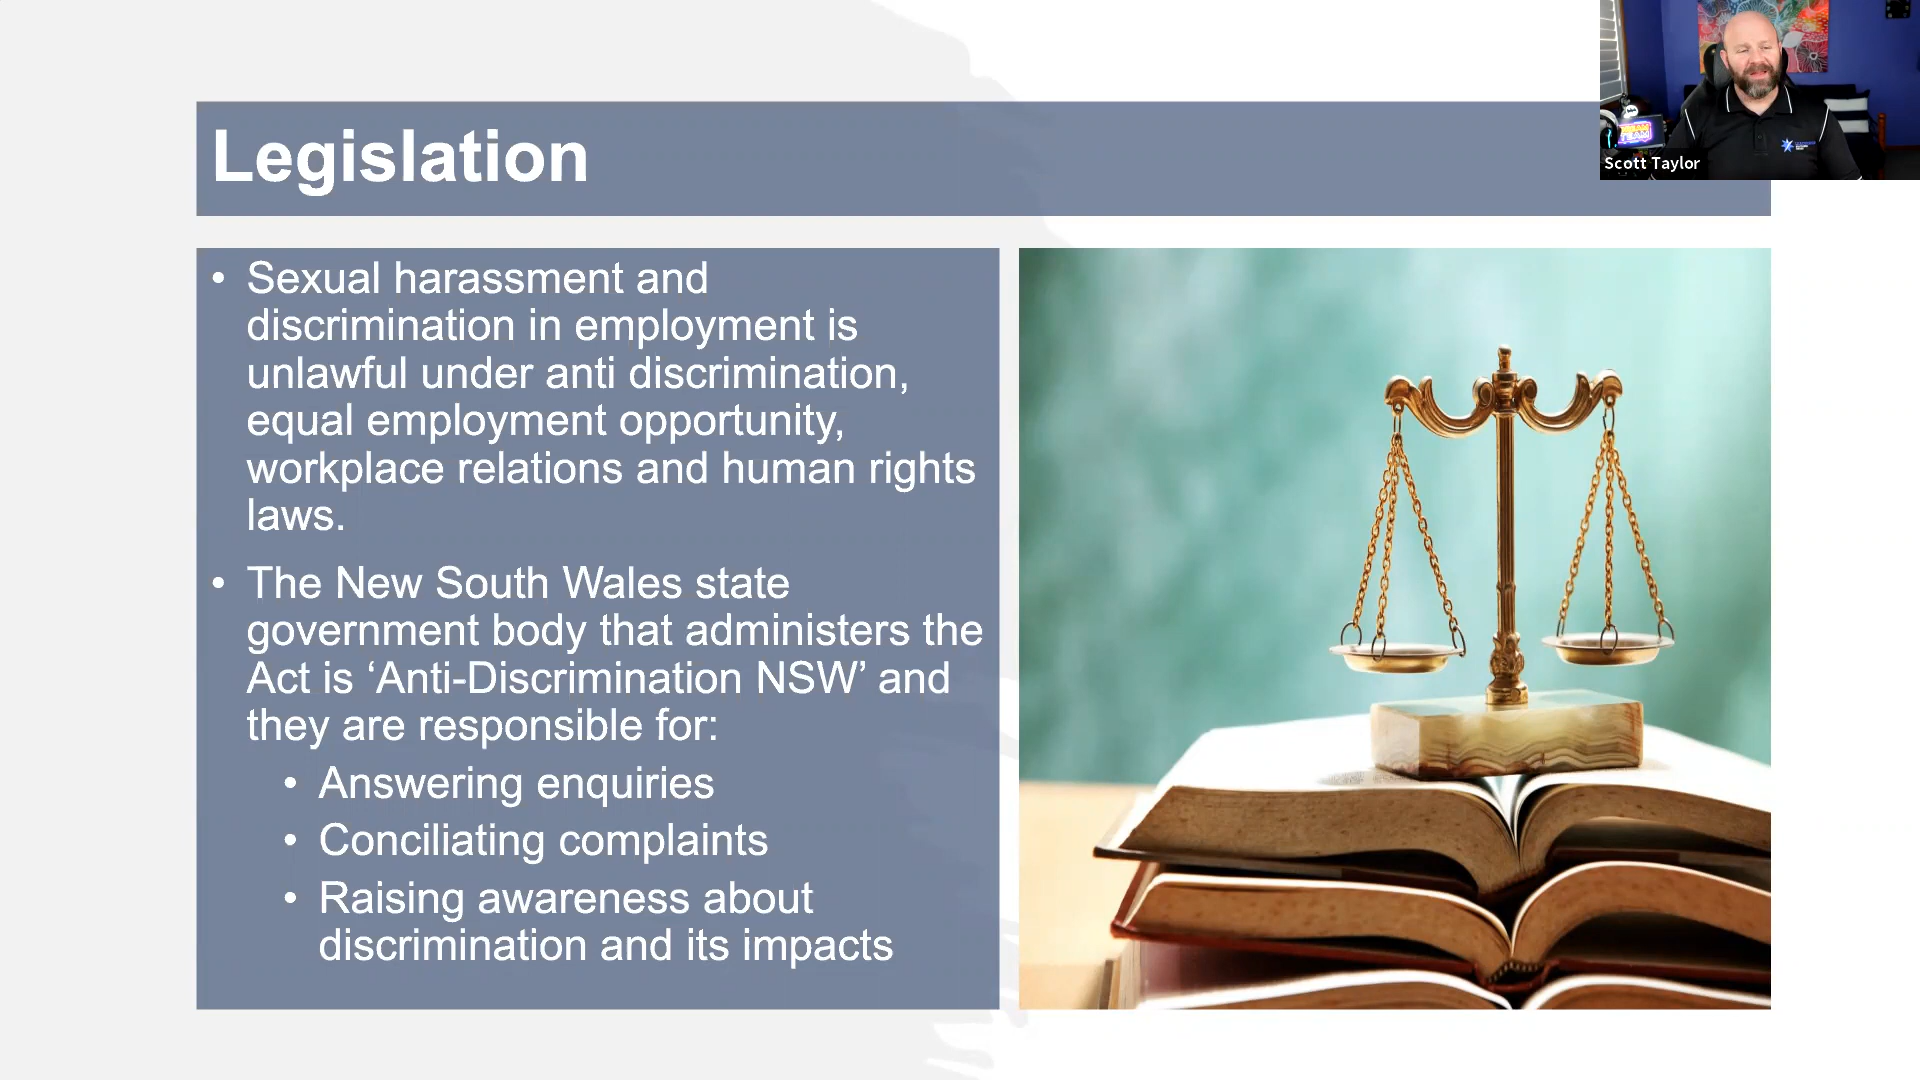 Legislation
• Sexual harassment and
discrimination in employment is
unlawful under anti discrimination,
equal employment opportunity,
workplace relations and human rights
laws.
• The New South Wales state
government body that administers the
Act is ‘Anti-Discrimination NSW’ and
they are responsible for:
• Answering enquiries
• Conciliating complaints
• Raising awareness about
discrimination and its impacts
Scott Taylor